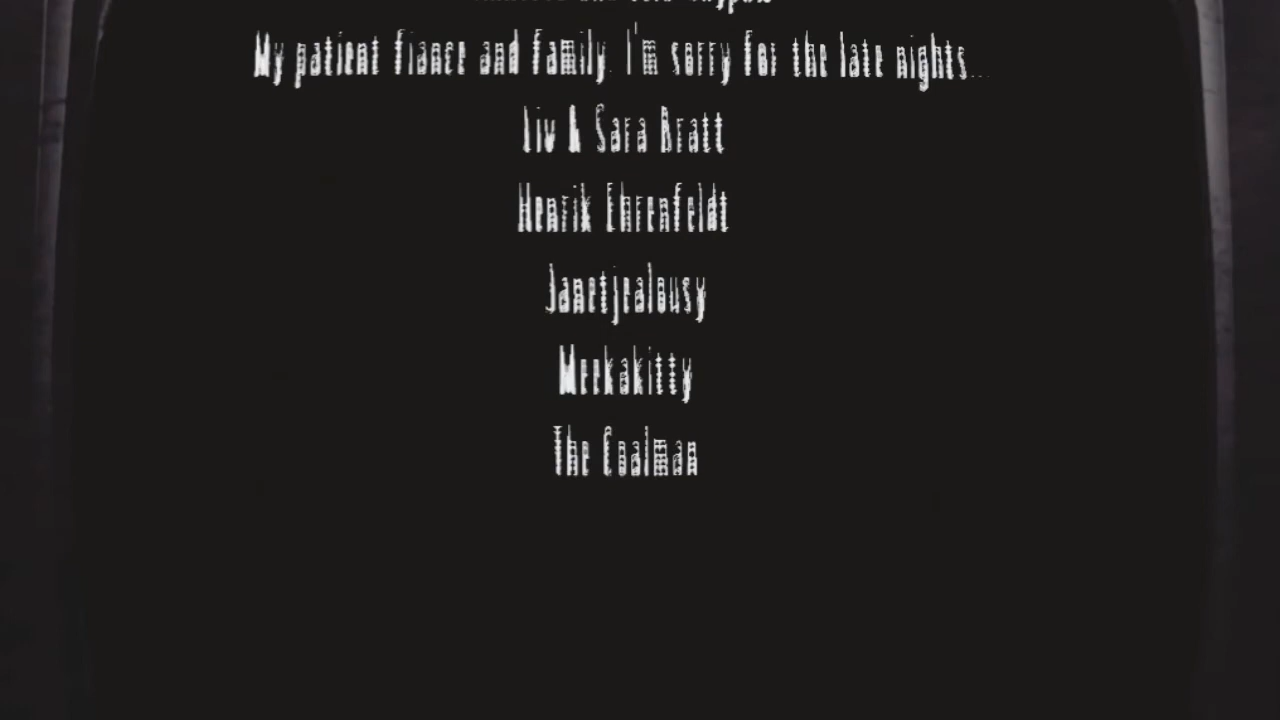 My patient fiance and family. I'm sorry for the late nights...
Liv & Sara Bratt
Henrik Ehrenfeldt
Janetjealousy
Meekakitty
The Coalman